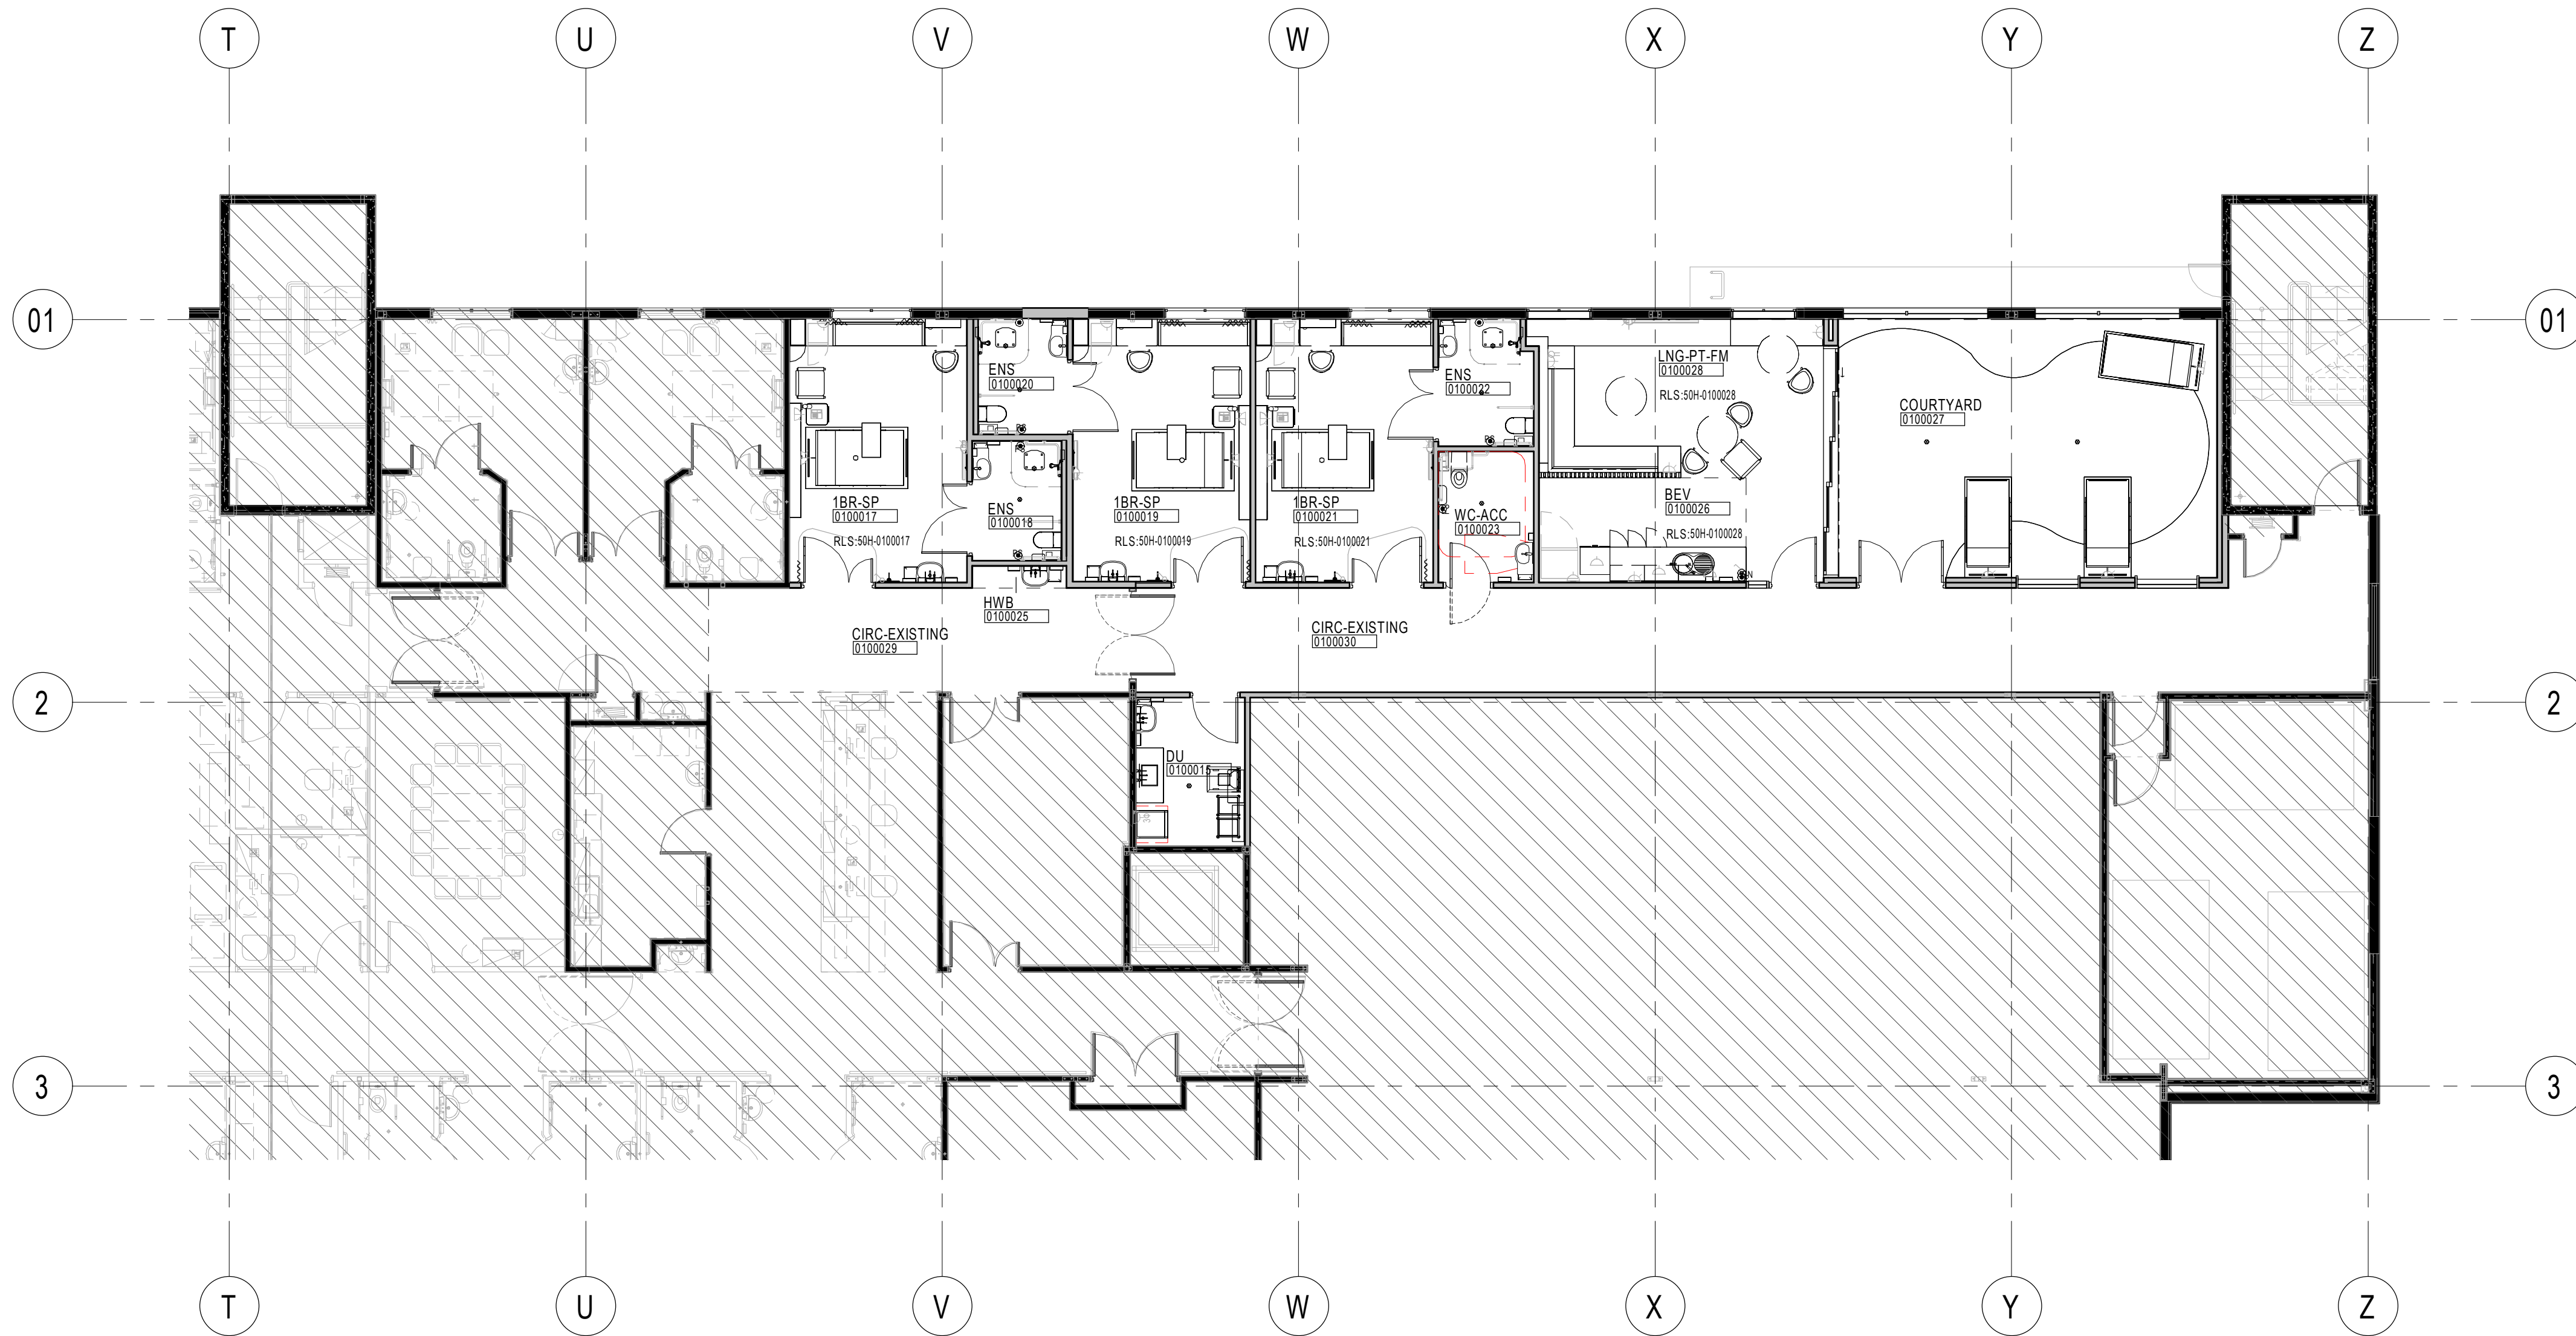 T U V W X Y Z
01 01
LNG-PT-FM
0100028
RLS:50H-0100028
ENS
0100020
ENS
0100022
COURTYARD
0100027
1BR-SP
0100017
RLS:50H-0100017
ENS
0100018
1BR-SP
0100019
RLS:50H-0100019
1BR-SP
0100021
RLS:50H-0100021
WC-ACC
0100023
BEV
0100026
RLS:50H-0100028
HWB
0100025
CIRC-EXISTING
0100029
CIRC-EXISTING
0100030
2 2
DU
0100015
3 3
T U V W X Y Z